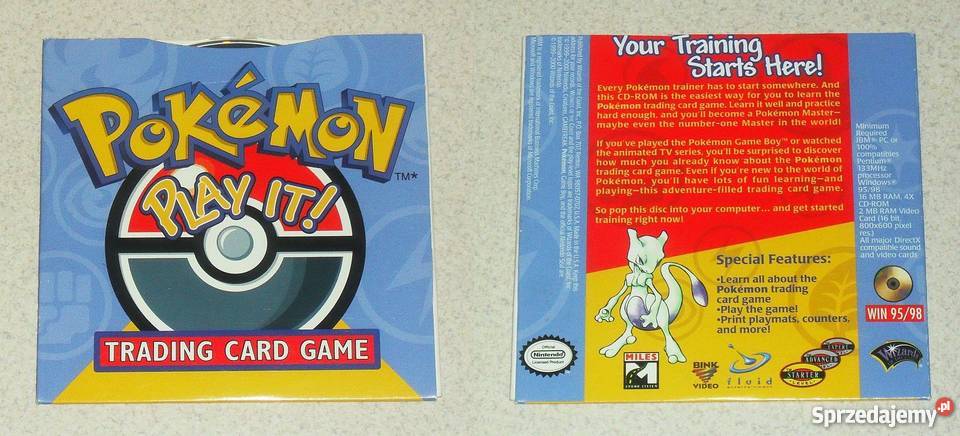 POKéMON
TM*
PLAY IT!
TRADING CARD GAME
Your Training
Starts Here!
Every Pokémon trainer has to start somewhere. And
this CD-ROM is the easiest way for you to learn the
Pokémon trading card game. Learn it well and practice
hard enough, and you'll become a Pokémon Master—
maybe even the number-one Master in the world!
If you've played the Pokémon Game Boy™ or watched
the animated TV series, you'll be surprised to discover
how much you already know about the Pokémon
trading card game. Even if you're new to the world of
Pokémon, you'll have lots of fun learning—and
playing—this adventure-filled trading card game.
So pop this disc into your computer... and get started
training right now!
Special Features:
•Learn all about the
Pokémon trading
card game
•Play the game!
•Print playmats, counters,
and more!
Minimum
Required
IBM® PC or
100%
compatibles
Pentium®
133MHz
processor
Windows®
95/98
16 MB RAM, 4X
CD-ROM
2 MB RAM Video
Card (16 bit,
800x600 pixel
res.)
All major DirectX
compatible sound
and video cards
WIN 95/98
Official
Nintendo
Licensed Product
MILES
SOUND SYSTEM
BINK
VIDEO
fluid
EXPERT
ADVANCED
STARTER
LEVEL
Wizards
Sprzedajemy.pl